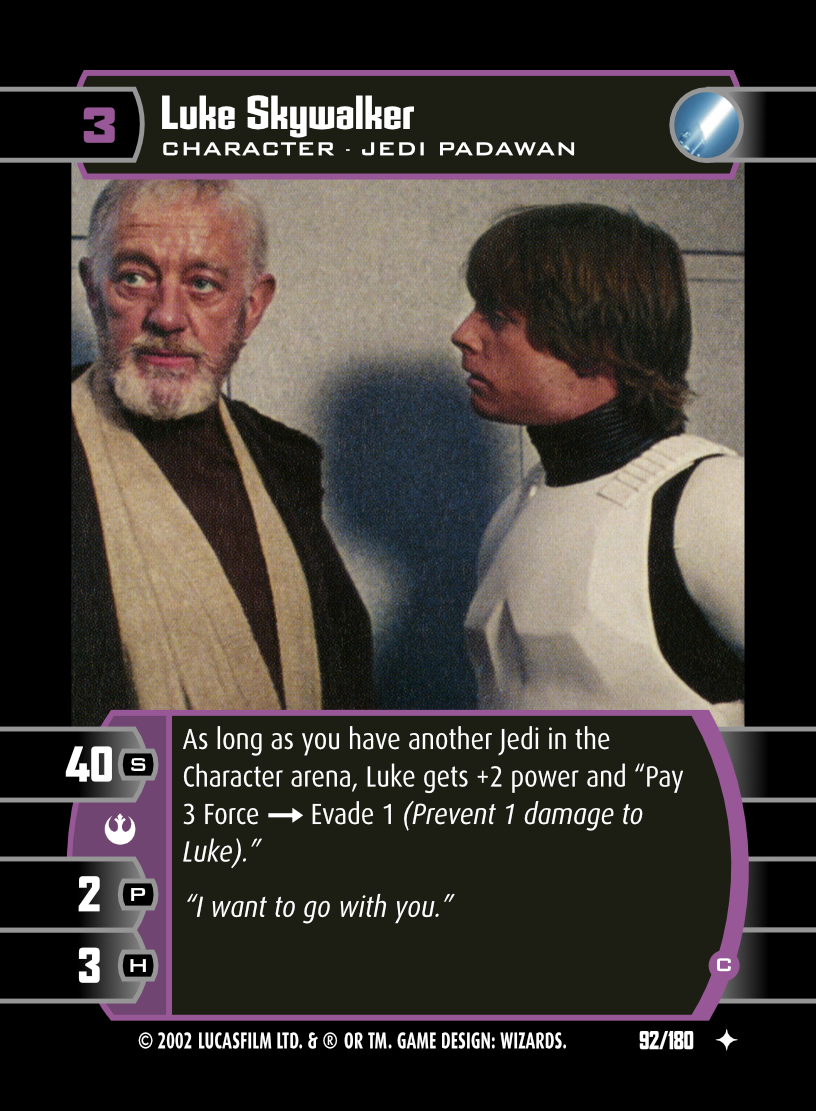 3
Luke Skywalker
CHARACTER · JEDI PADAWAN
40 S
2 P
3 H
As long as you have another Jedi in the
Character arena, Luke gets +2 power and “Pay
3 Force ➞ Evade 1 (Prevent 1 damage to
Luke).”
“I want to go with you.”
C
© 2002 LUCASFILM LTD. & ® OR TM. GAME DESIGN: WIZARDS.
92/180